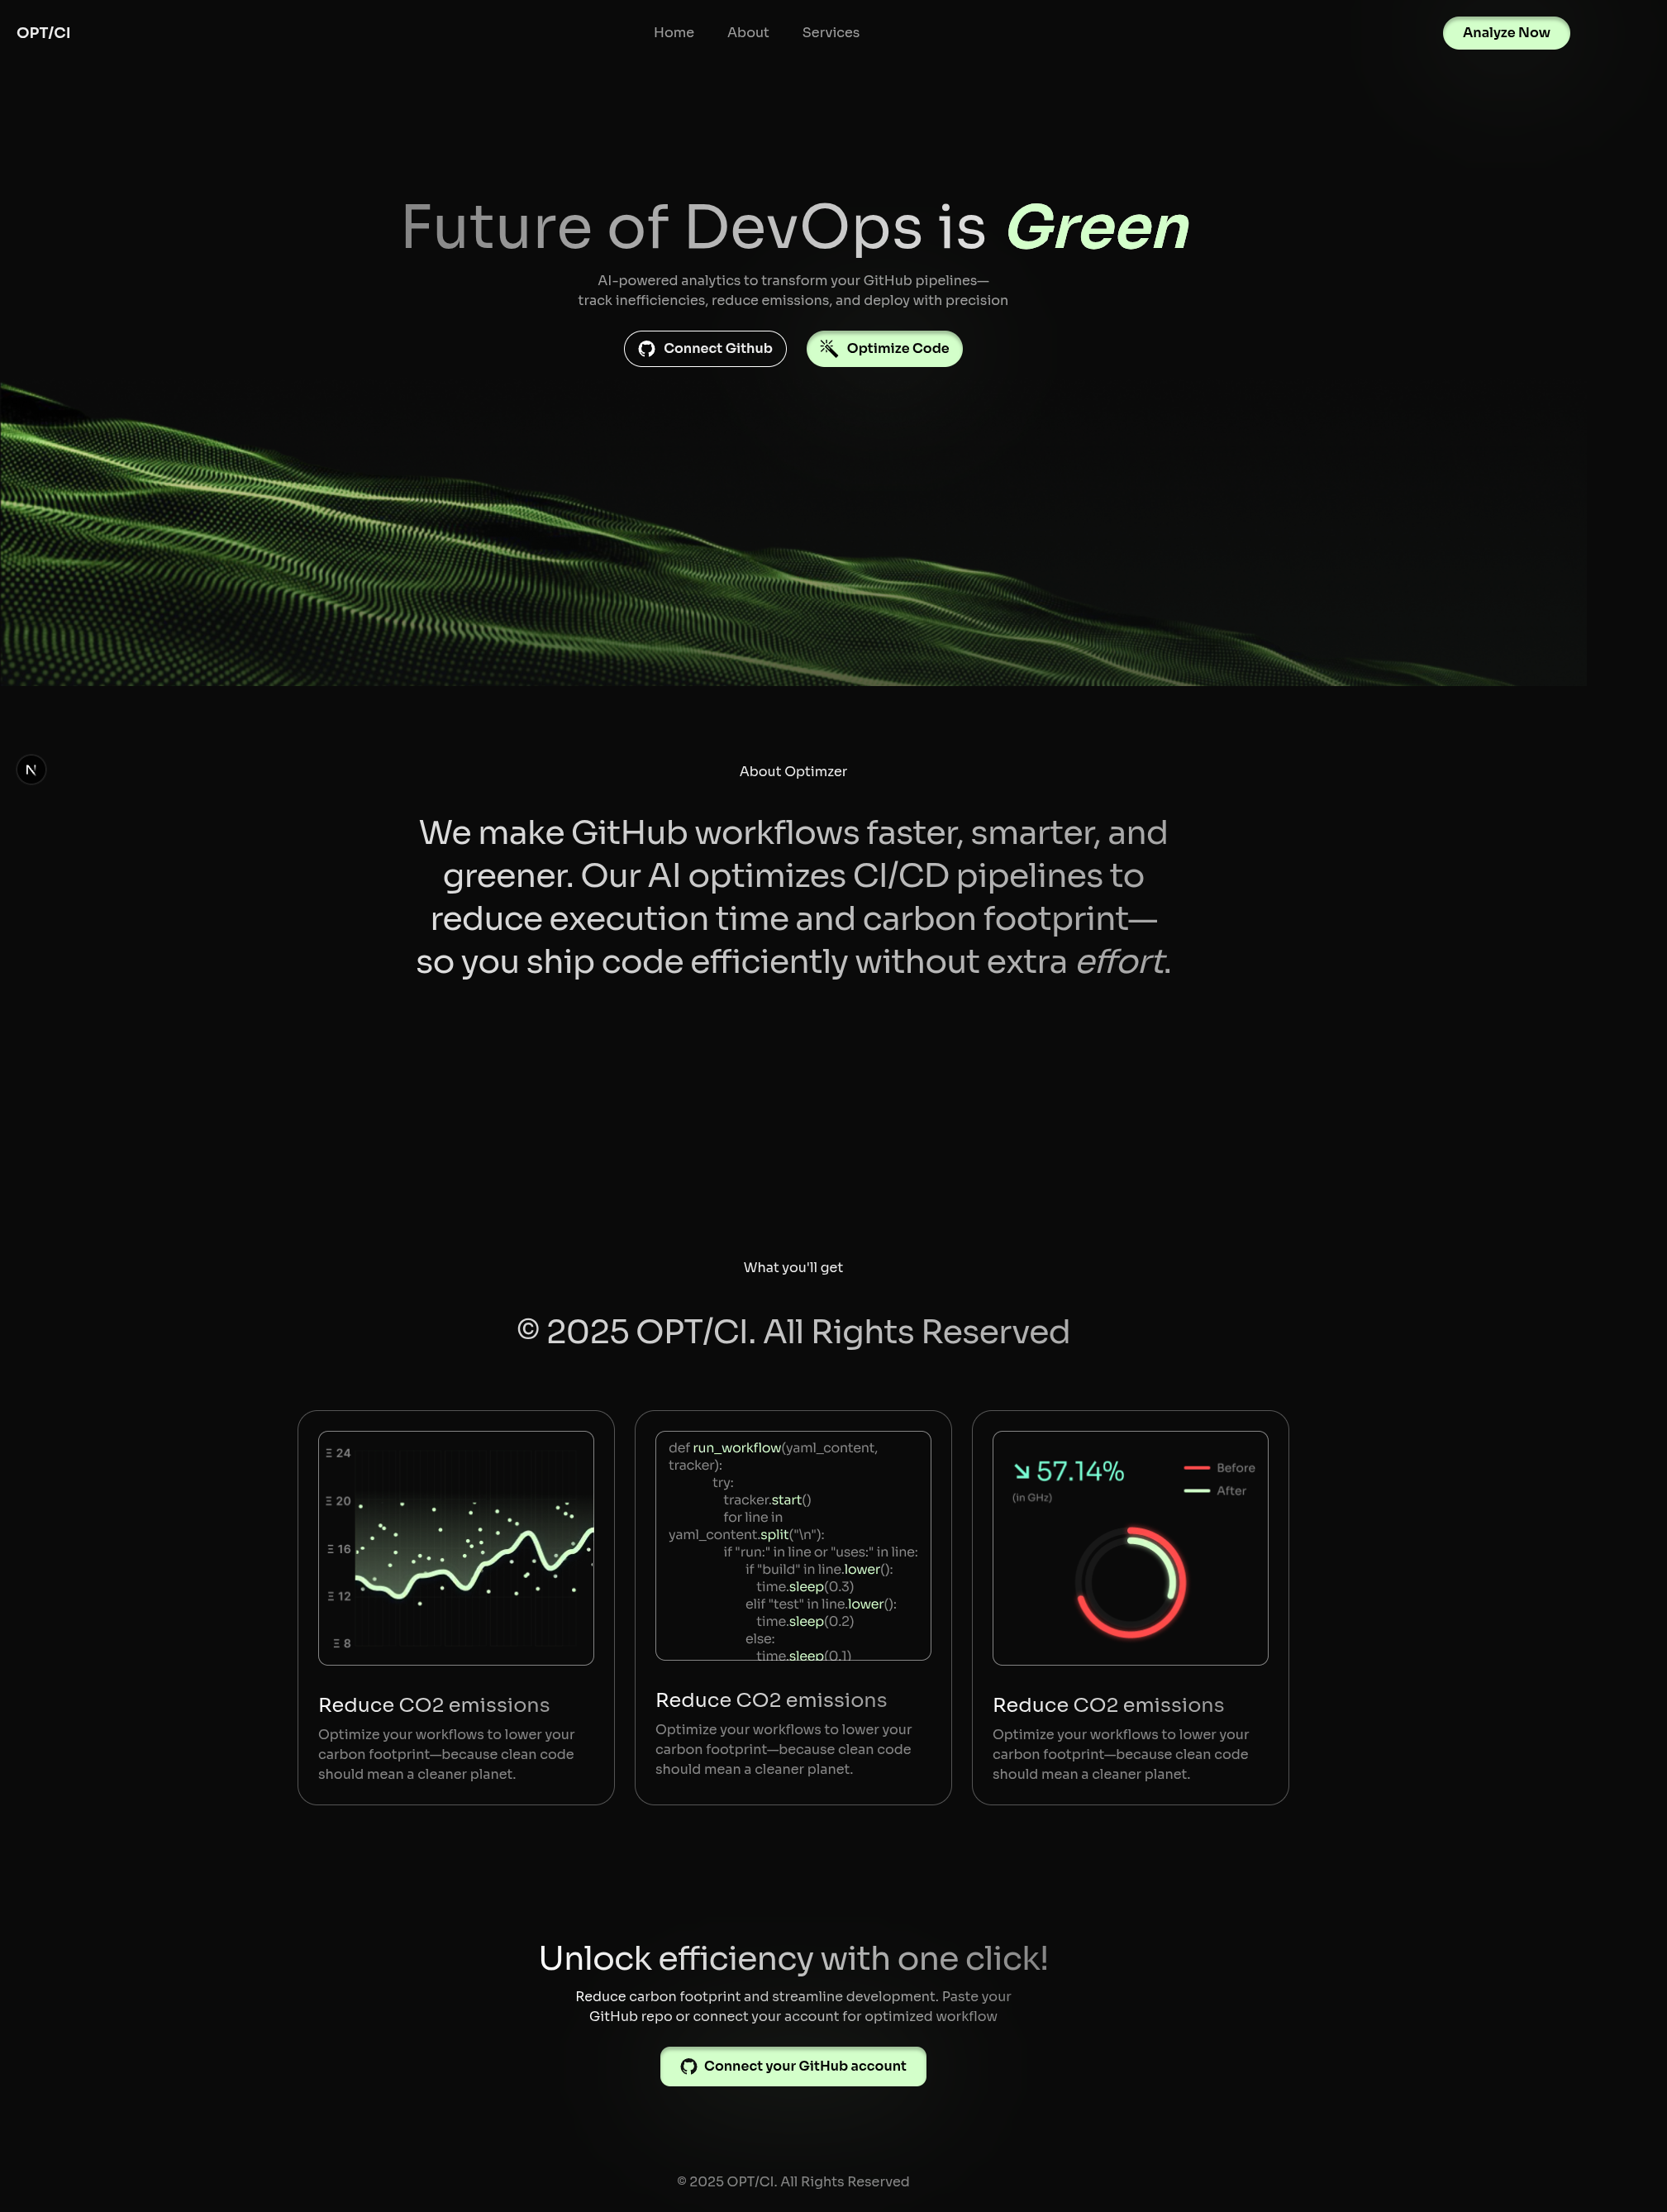 OPT/CI
Home
About
Services
Analyze Now
Future of DevOps is Green
AI-powered analytics to transform your GitHub pipelines—
track inefficiencies, reduce emissions, and deploy with precision
Connect Github
Optimize Code
N
About Optimzer
We make GitHub workflows faster, smarter, and
greener. Our AI optimizes CI/CD pipelines to
reduce execution time and carbon footprint—
so you ship code efficiently without extra effort.
What you'll get
© 2025 OPT/CI. All Rights Reserved
Ξ 24
Ξ 20
Ξ 16
Ξ 12
Ξ 8
Reduce CO2 emissions
Optimize your workflows to lower your
carbon footprint—because clean code
should mean a cleaner planet.
def run_workflow(yaml_content,
tracker):
try:
tracker.start()
for line in
yaml_content.split("\n"):
if "run:" in line or "uses:" in line:
if "build" in line.lower():
time.sleep(0.3)
elif "test" in line.lower():
time.sleep(0.2)
else:
time.sleep(0.1)
Reduce CO2 emissions
Optimize your workflows to lower your
carbon footprint—because clean code
should mean a cleaner planet.
57.14%
(in GHz)
Before
After
Reduce CO2 emissions
Optimize your workflows to lower your
carbon footprint—because clean code
should mean a cleaner planet.
Unlock efficiency with one click!
Reduce carbon footprint and streamline development. Paste your
GitHub repo or connect your account for optimized workflow
Connect your GitHub account
© 2025 OPT/CI. All Rights Reserved